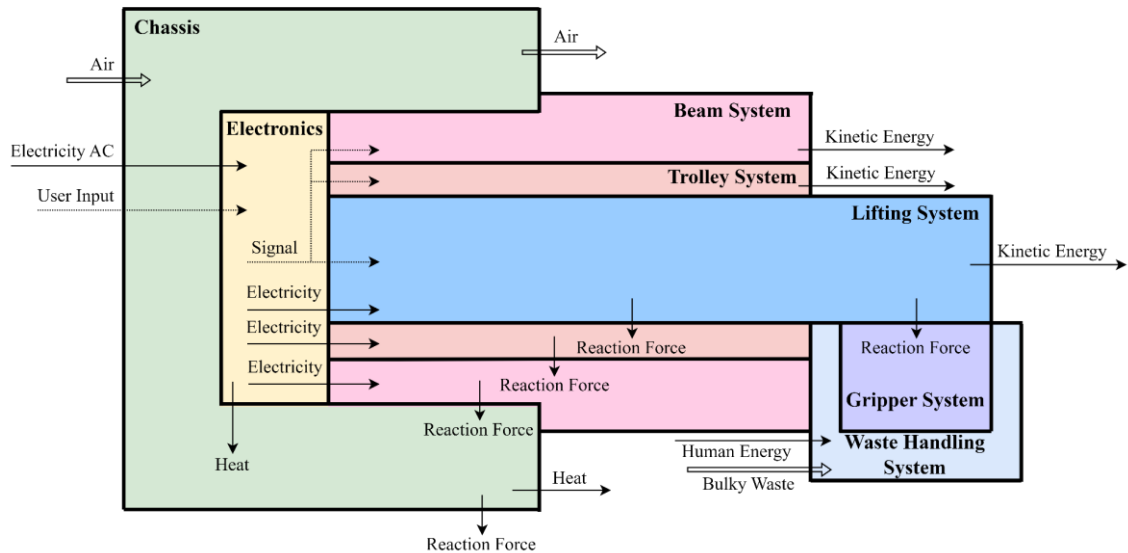 Chassis
Air
Air
Beam System
Electronics
Kinetic Energy
Electricity AC
Trolley System
Kinetic Energy
User Input
Lifting System
Signal
Kinetic Energy
Electricity
Electricity
Reaction Force
Reaction Force
Electricity
Reaction Force
Gripper System
Reaction Force
Waste Handling
System
Human Energy
Heat
Heat
Bulky Waste
Reaction Force